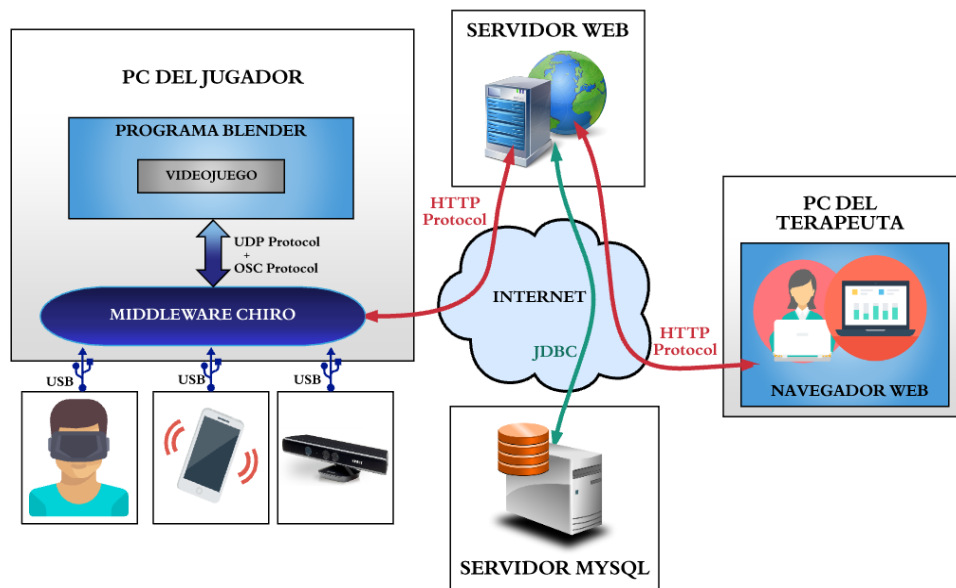 SERVIDOR WEB
PC DEL JUGADOR
PROGRAMA BLENDER
VIDEOJUEGO
HTTP
Protocol
UDP Protocol
+
OSC Protocol
MIDDLEWARE CHIRO
USB
USB
USB
INTERNET
JDBC
HTTP
Protocol
PC DEL
TERAPEUTA
NAVEGADOR WEB
SERVIDOR MYSQL